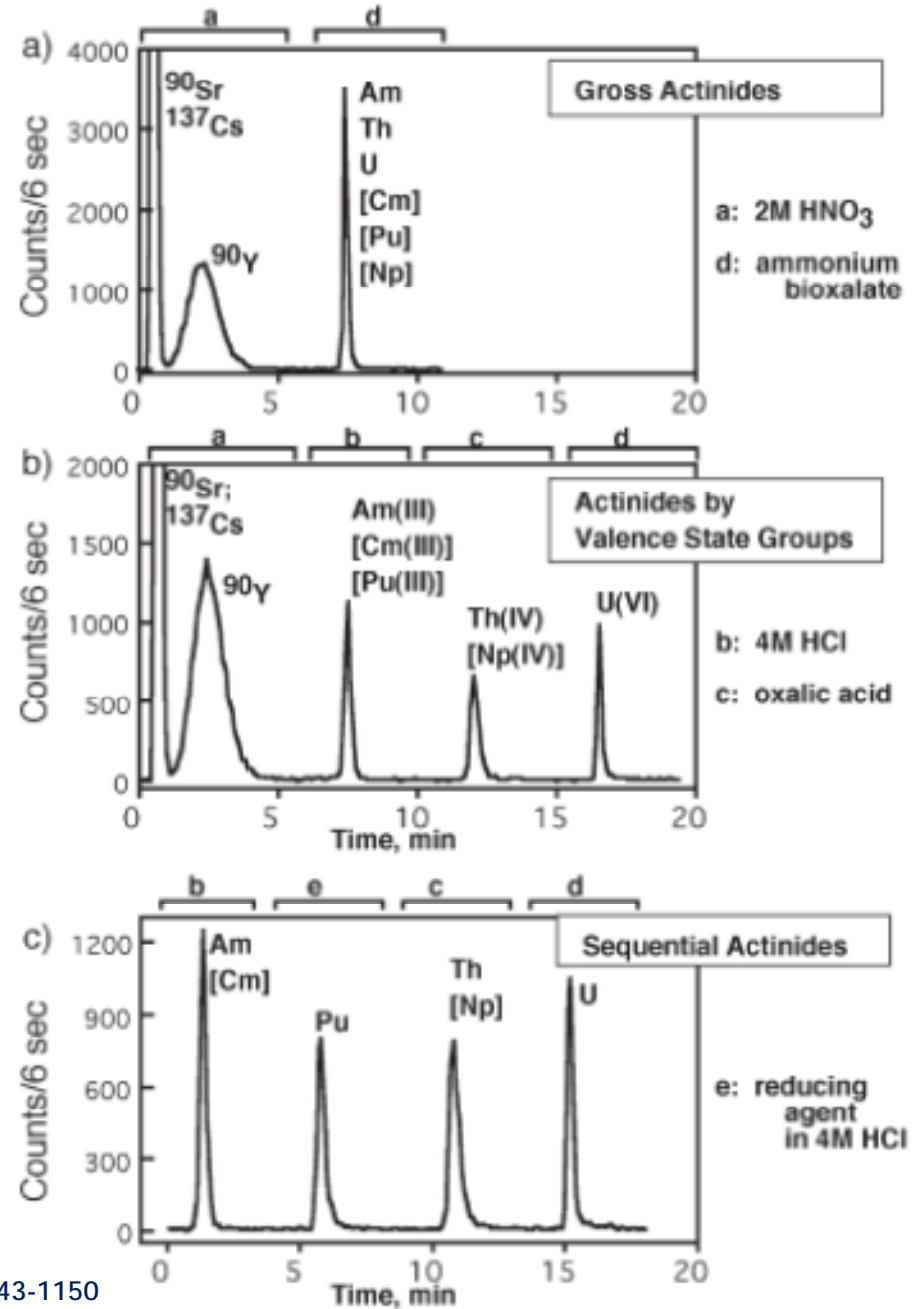 a d
a) 4000
3000
2000
1000
0
Counts/6 sec
90Sr
137Cs
90Y
Am
Th
U
[Cm]
[Pu]
[Np]
Gross Actinides
a: 2M HNO3
d: ammonium
bioxalate
0 5 10 15 20
a b c d
b) 2000
1500
1000
500
0
Counts/6 sec
90Sr;
137Cs
90Y
Am(III)
[Cm(III)]
[Pu(III)]
Th(IV)
[Np(IV)]
U(VI)
Actinides by
Valence State Groups
b: 4M HCl
c: oxalic acid
0 5 10 15 20
Time, min
b e c d
c) 1200
900
600
300
0
Counts/6 sec
Am
[Cm]
Pu
Th
[Np]
U
Sequential Actinides
e: reducing
agent
in 4M HCl
0 5 10 15 20
Time, min
43-1150